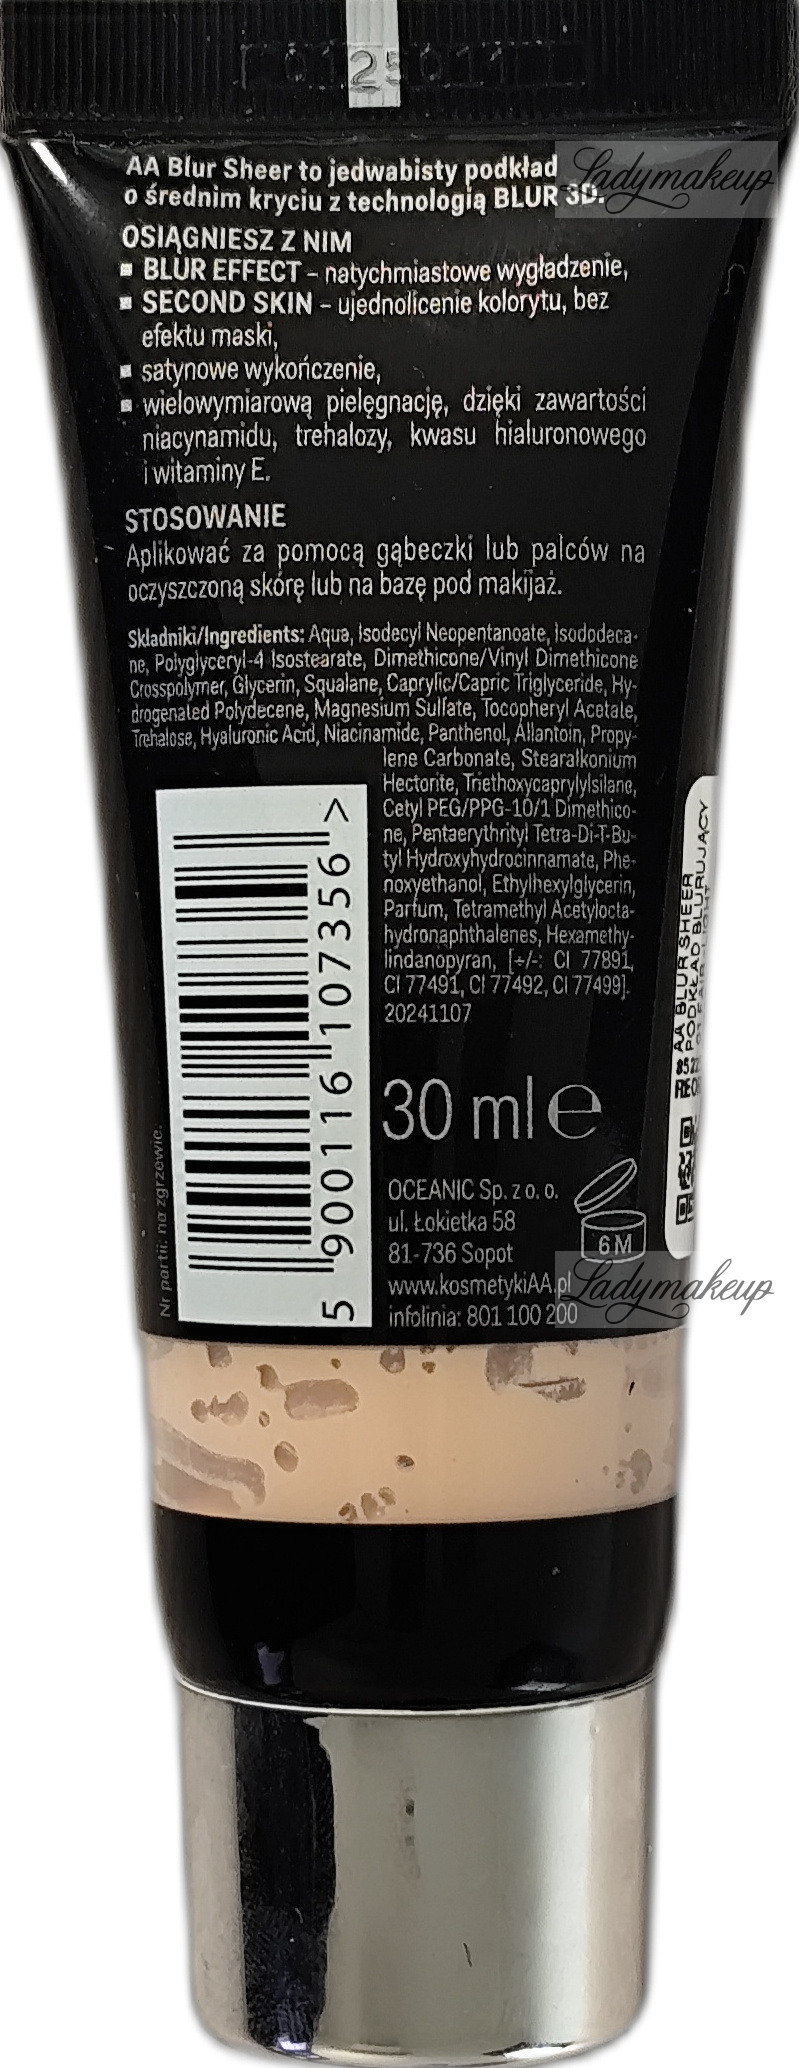 0125011
AA Blur Sheer to jedwabisty podkład
o średnim kryciu z technologią BLUR 3D.
Ladymakeup
OSIĄGNIESZ Z NIM
▪ BLUR EFFECT – natychmiastowe wygładzenie,
▪ SECOND SKIN – ujednolicenie kolorytu, bez
efektu maski,
▪ satynowe wykończenie,
▪ wielowymiarową pielęgnację, dzięki zawartości
niacynamidu, trehalozy, kwasu hialuronowego
i witaminy E.
STOSOWANIE
Aplikować za pomocą gąbeczki lub palców na
oczyszczoną skórę lub na bazę pod makijaż.
Składniki/Ingredients: Aqua, Isodecyl Neopentanoate, Isododeca-
ne, Polyglyceryl-4 Isostearate, Dimethicone/Vinyl Dimethicone
Crosspolymer, Glycerin, Squalane, Caprylic/Capric Triglyceride, Hy-
drogenated Polydecene, Magnesium Sulfate, Tocopheryl Acetate,
Trehalose, Hyaluronic Acid, Niacinamide, Panthenol, Allantoin, Propy-
lene Carbonate, Stearalkonium
Hectorite, Triethoxycaprylylsilane,
Cetyl PEG/PPG-10/1 Dimethico-
ne, Pentaerythrityl Tetra-Di-T-Bu-
tyl Hydroxyhydrocinnamate, Phe-
noxyethanol, Ethylhexylglycerin,
Parfum, Tetramethyl Acetylocta-
hydronaphthalenes, Hexamethy-
lindanopyran, [+/-: CI 77891,
CI 77491, CI 77492, CI 77499].
20241107
5 900116 107356 >
Nr partii: na zgrzewie.
30 ml e
OCEANIC Sp. z o. o.
ul. Łokietka 58
81-736 Sopot
www.kosmetykiAA.pl
infolinia: 801 100 200
6M
Ladymakeup
AA BLUR SHEER
PODKŁAD BLURUJĄCY